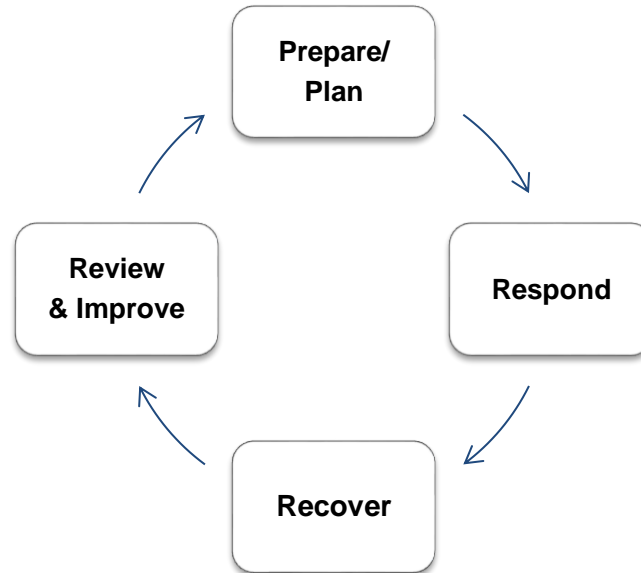 Prepare/
Plan
Respond
Recover
Review
& Improve